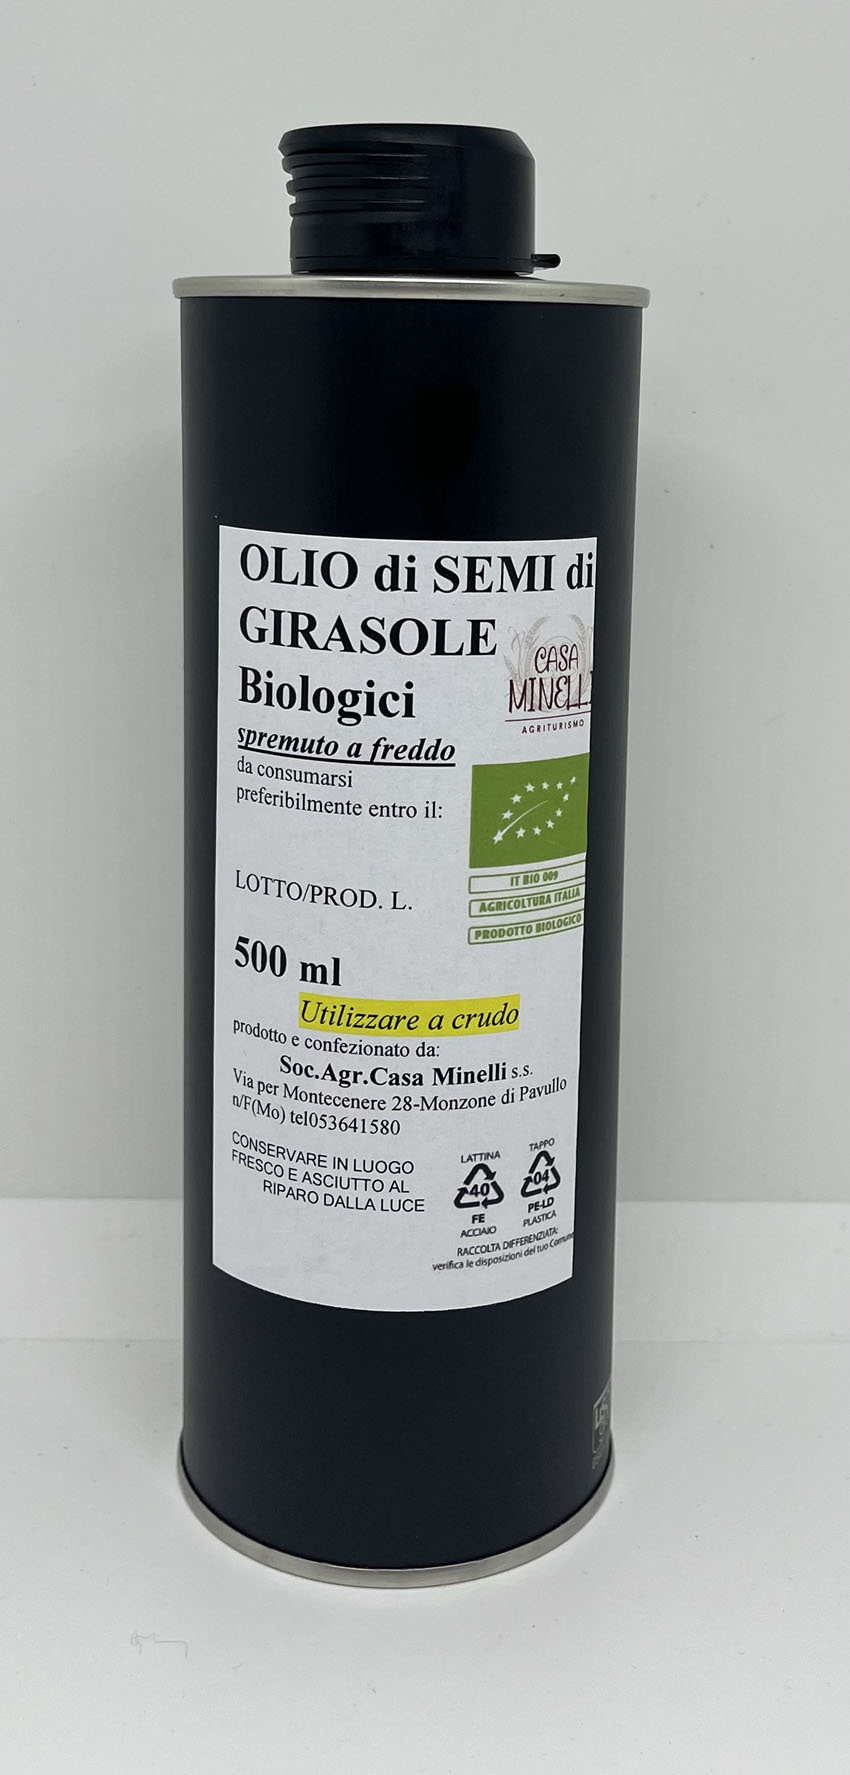 OLIO di SEMI di
GIRASOLE
Biologici
CASA
MINELLI
AGRITURISMO
spremuto a freddo
da consumarsi
preferibilmente entro il:
IT BIO 009
AGRICOLTURA ITALIA
PRODOTTO BIOLOGICO
LOTTO/PROD. L.
500 ml
Utilizzare a crudo
prodotto e confezionato da:
Soc.Agr.Casa Minelli s.s.
Via per Montecenere 28-Monzone di Pavullo
n/F(Mo) tel053641580
CONSERVARE IN LUOGO
FRESCO E ASCIUTTO AL
RIPARO DALLA LUCE
LATTINA
40
FE
ACCIAIO
TAPPO
04
PE-LD
PLASTICA
RACCOLTA DIFFERENZIATA:
verifica le disposizioni del tuo Comune